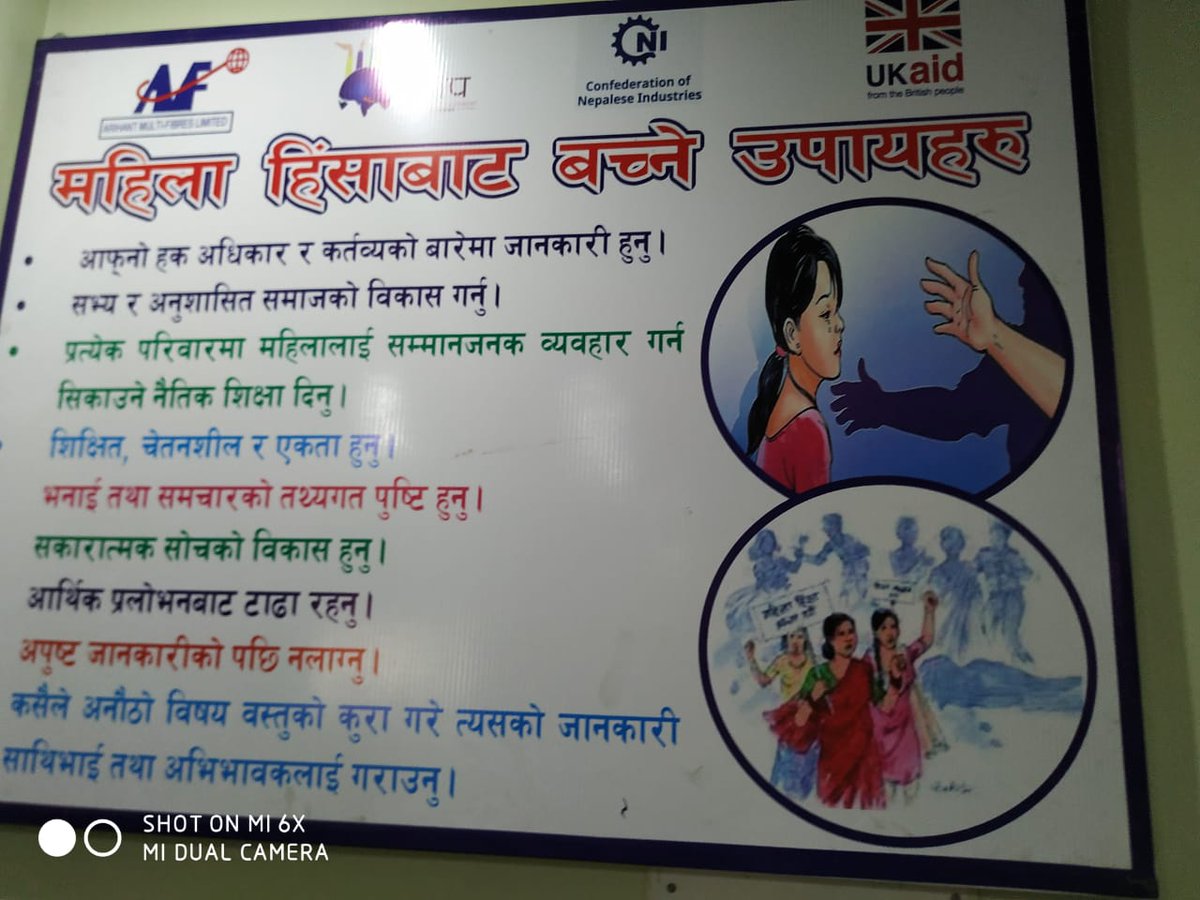 AF
ARIHANT MULTI-FIBRES LIMITED
CNI
Confederation of
Nepalese Industries
UKaid
from the British people
महिला हिंसाबाट बच्ने उपायहरु
• आफ्‌नो हक अधिकार र कर्तव्यको बारेमा जानकारी हुनु।
• सभ्य र अनुशासित समाजको विकास गर्नु।
• प्रत्येक परिवारमा महिलालाई सम्मानजनक व्यवहार गर्न
सिकाउने नैतिक शिक्षा दिनु।
शिक्षित, चेतनशील र एकता हुनु।
भनाई तथा समचारको तथ्यगत पुष्टि हुनु।
सकारात्मक सोचको विकास हुनु।
आर्थिक प्रलोभनबाट टाढा रहनु।
अपुष्ट जानकारीको पछि नलाग्नु।
कसैले अनौठो विषय वस्तुको कुरा गरे त्यसको जानकारी
साथिभाई तथा अभिभावकलाई गराउनु।
महिला हिंसा
SHOT ON MI 6X
MI DUAL CAMERA